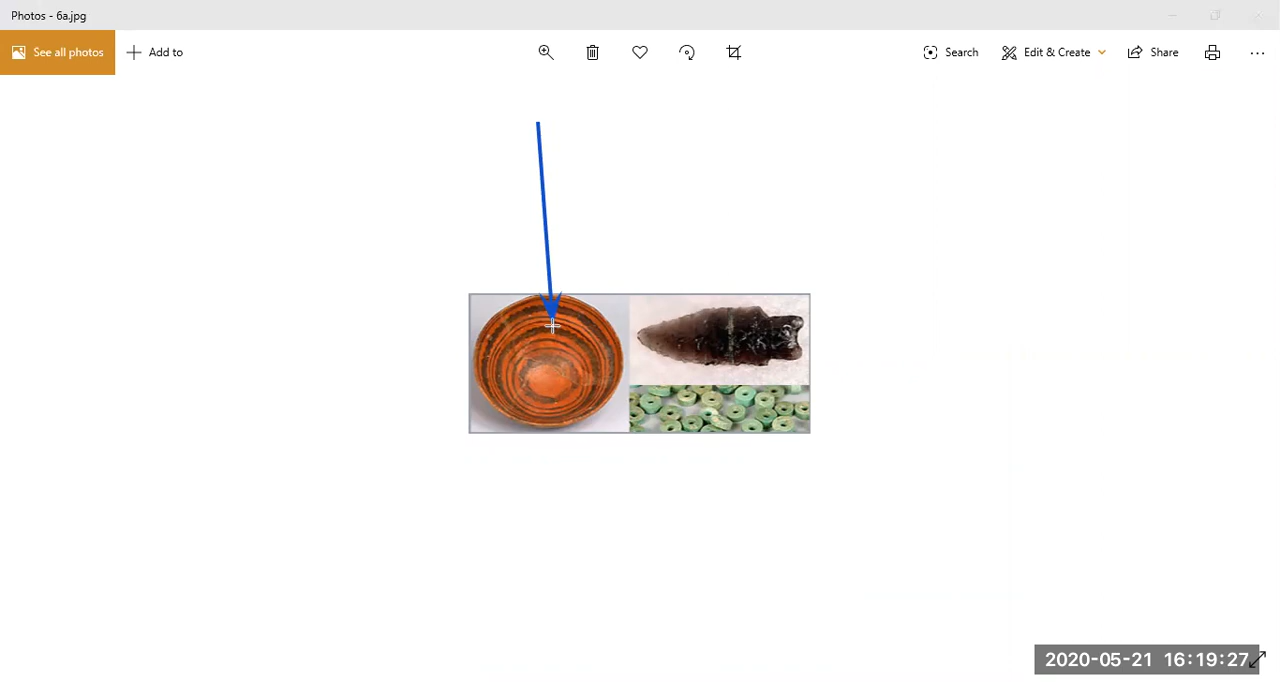 Photos - 6a.jpg
See all photos
Add to
Search
Edit & Create
Share
2020-05-21 16:19:27